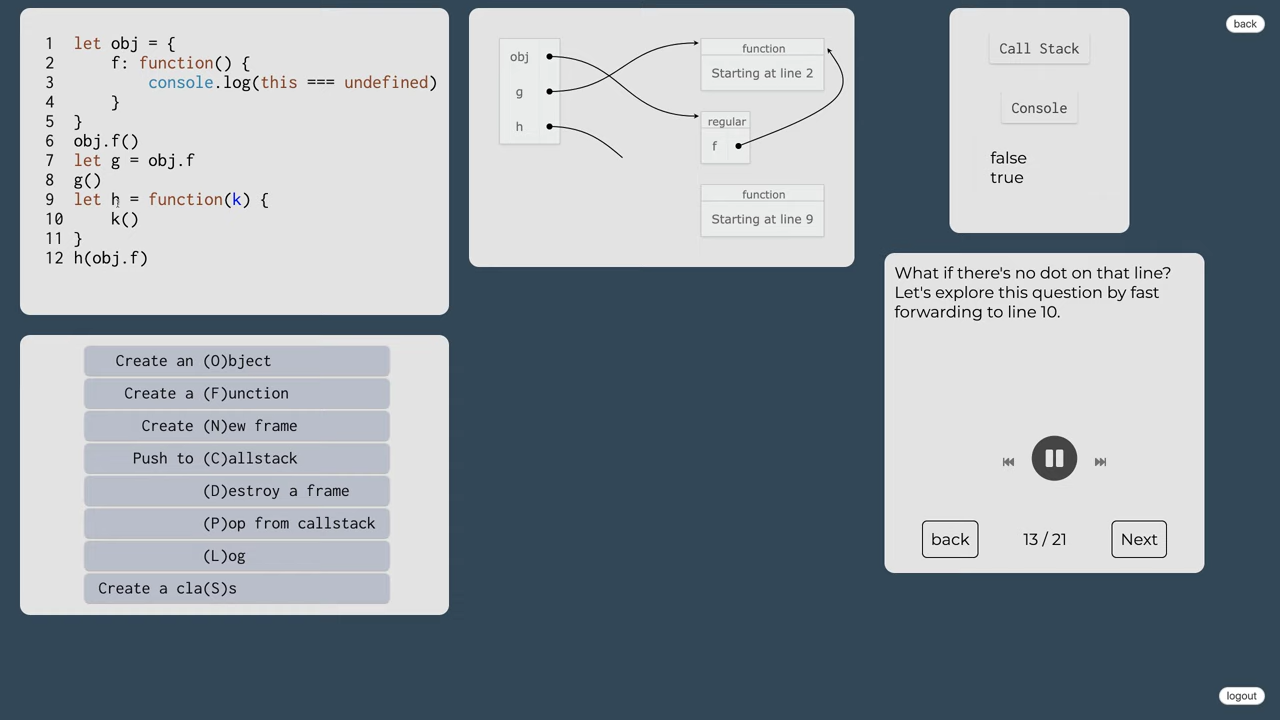 1 let obj = {
2 f: function() {
3 console.log(this === undefined)
4 }
5 }
6 obj.f()
7 let g = obj.f
8 g()
9 let h = function(k) {
10 k()
11 }
12 h(obj.f)
Create an (O)bject
Create a (F)unction
Create (N)ew frame
Push to (C)allstack
(D)estroy a frame
(P)op from callstack
(L)og
Create a cla(S)s
obj
g
h
function
Starting at line 2
regular
f
function
Starting at line 9
Call Stack
Console
false
true
back
What if there's no dot on that line?
Let's explore this question by fast
forwarding to line 10.
back 13 / 21 Next
logout